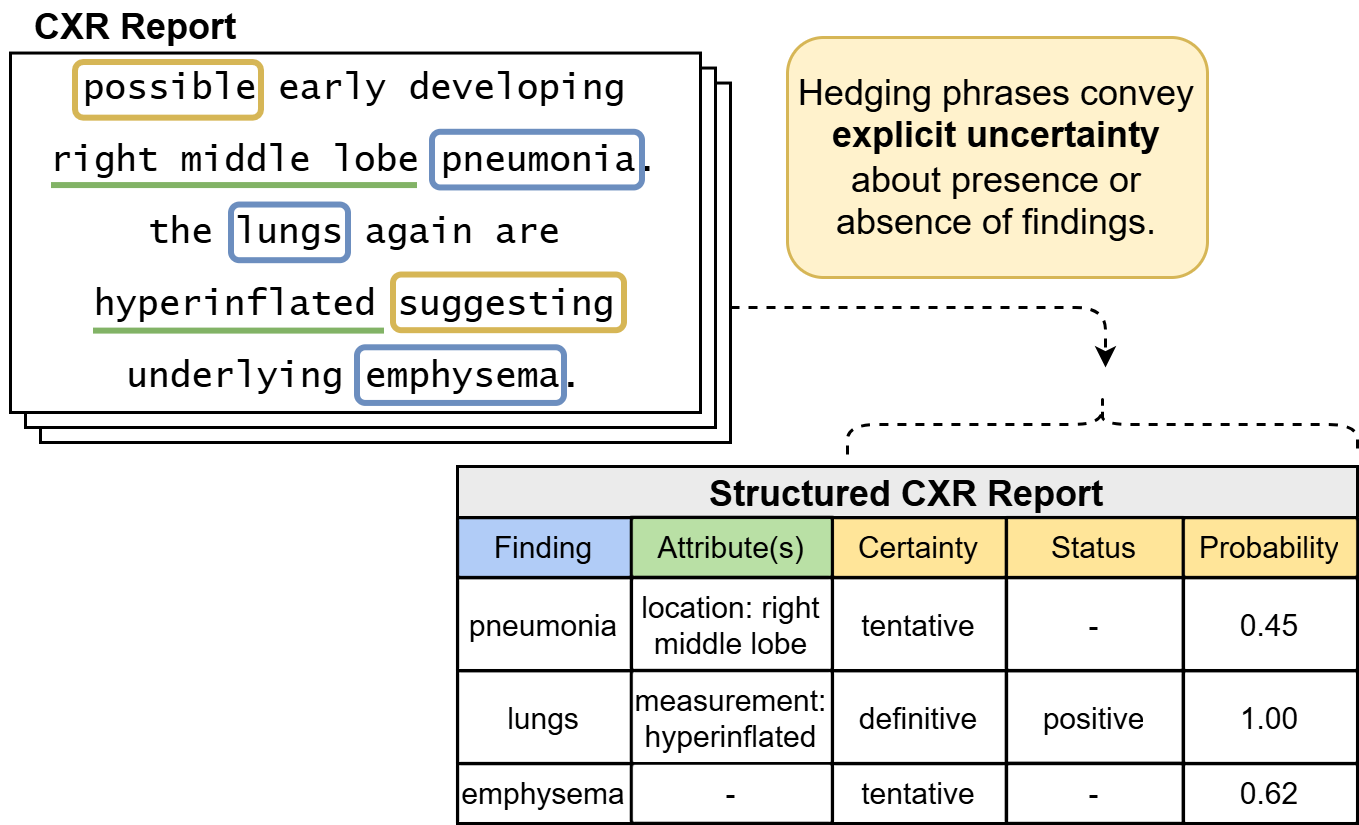 CXR Report
possible early developing
right middle lobe pneumonia.
the lungs again are
hyperinflated suggesting
underlying emphysema.
Hedging phrases convey
explicit uncertainty
about presence or
absence of findings.
Structured CXR Report
Finding Attribute(s) Certainty Status Probability
pneumonia location: right middle lobe tentative - 0.45
lungs measurement: hyperinflated definitive positive 1.00
emphysema - tentative - 0.62